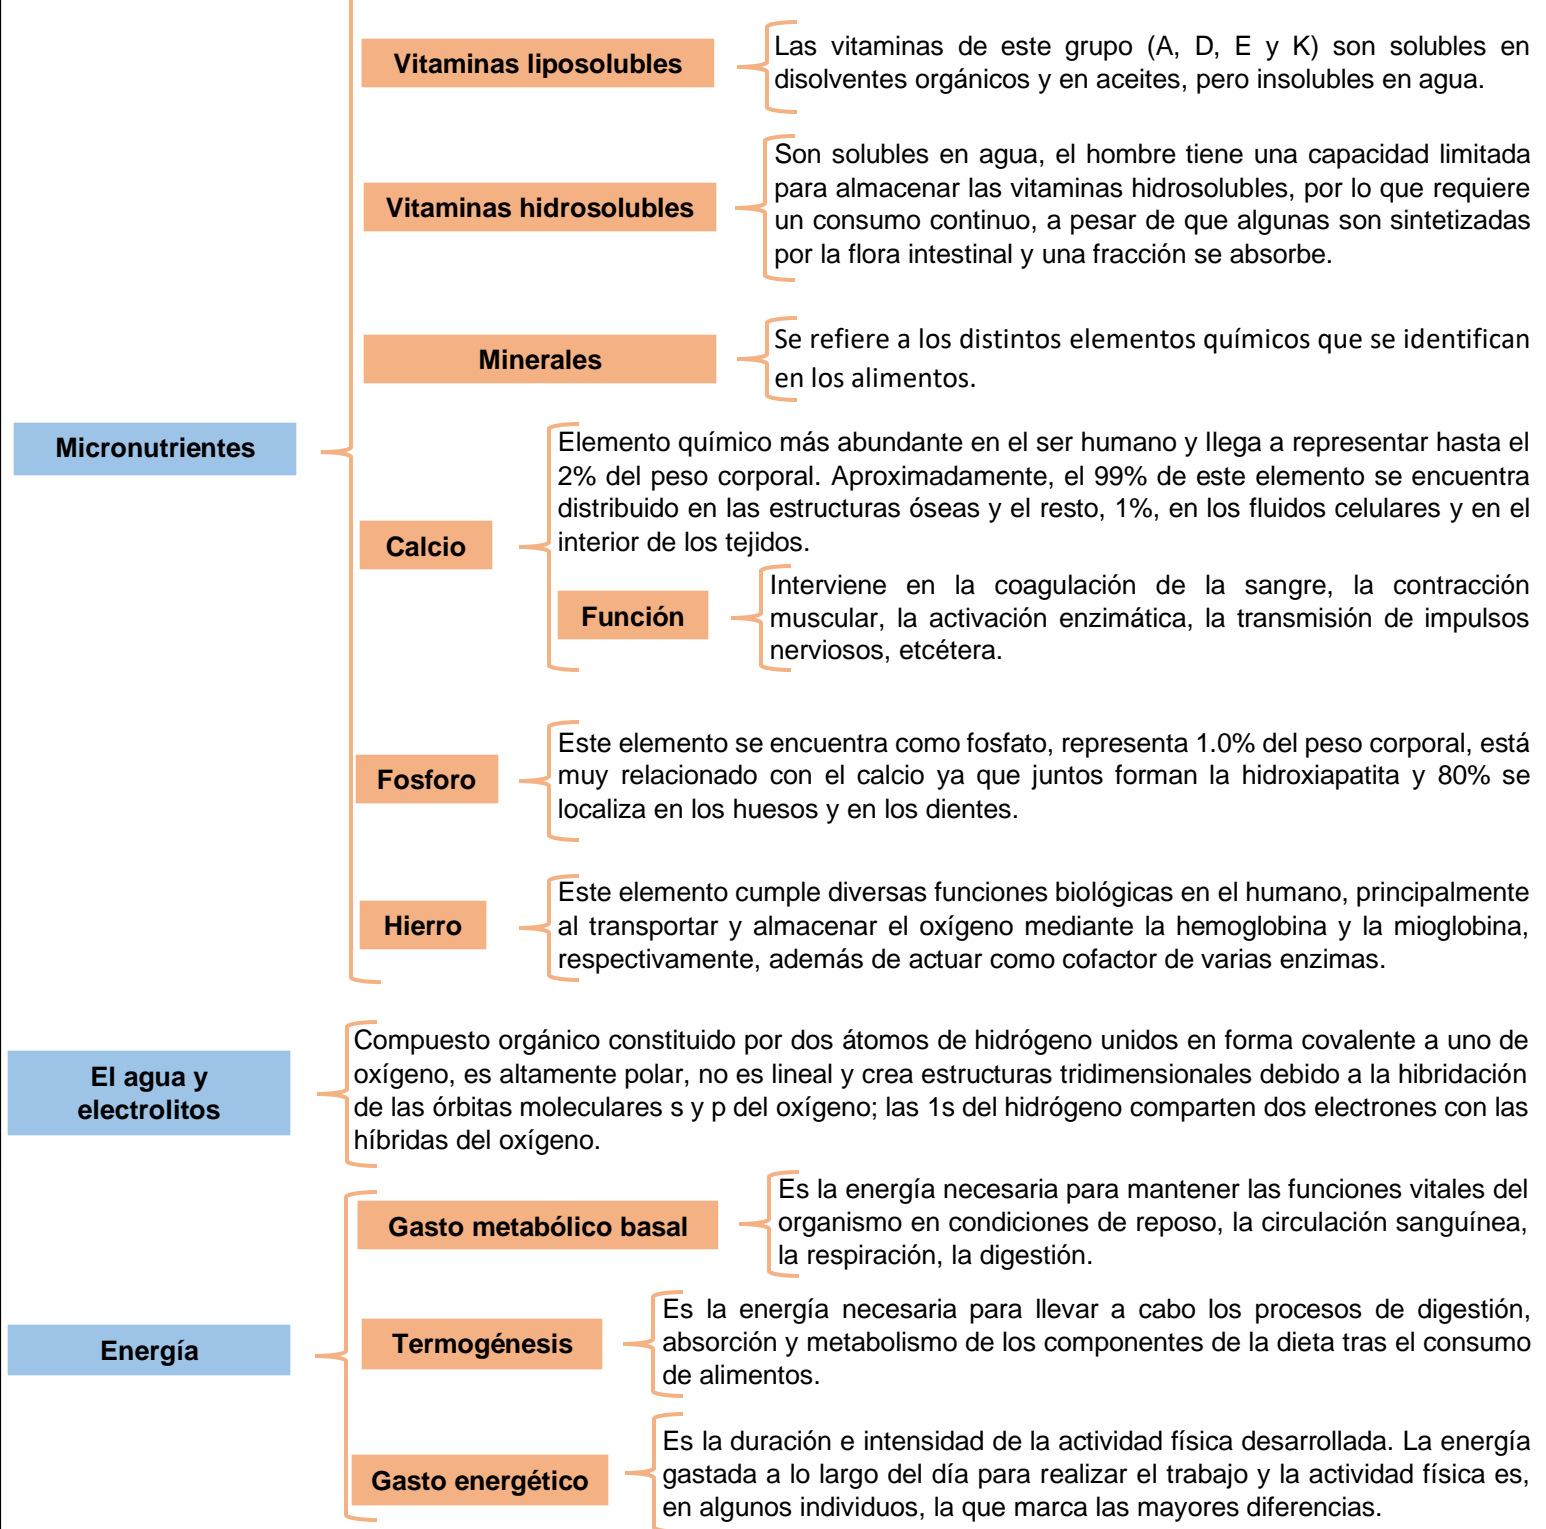 Vitaminas liposolubles
Las vitaminas de este grupo (A, D, E y K) son solubles en
disolventes orgánicos y en aceites, pero insolubles en agua.
Vitaminas hidrosolubles
Son solubles en agua, el hombre tiene una capacidad limitada
para almacenar las vitaminas hidrosolubles, por lo que requiere
un consumo continuo, a pesar de que algunas son sintetizadas
por la flora intestinal y una fracción se absorbe.
Minerales
Se refiere a los distintos elementos químicos que se identifican
en los alimentos.
Micronutrientes
Calcio
Elemento químico más abundante en el ser humano y llega a representar hasta el
2% del peso corporal. Aproximadamente, el 99% de este elemento se encuentra
distribuido en las estructuras óseas y el resto, 1%, en los fluidos celulares y en el
interior de los tejidos.
Función
Interviene en la coagulación de la sangre, la contracción
muscular, la activación enzimática, la transmisión de impulsos
nerviosos, etcétera.
Fosforo
Este elemento se encuentra como fosfato, representa 1.0% del peso corporal, está
muy relacionado con el calcio ya que juntos forman la hidroxiapatita y 80% se
localiza en los huesos y en los dientes.
Hierro
Este elemento cumple diversas funciones biológicas en el humano, principalmente
al transportar y almacenar el oxígeno mediante la hemoglobina y la mioglobina,
respectivamente, además de actuar como cofactor de varias enzimas.
El agua y
electrolitos
Compuesto orgánico constituido por dos átomos de hidrógeno unidos en forma covalente a uno de
oxígeno, es altamente polar, no es lineal y crea estructuras tridimensionales debido a la hibridación
de las órbitas moleculares s y p del oxígeno; las 1s del hidrógeno comparten dos electrones con las
híbridas del oxígeno.
Energía
Gasto metabólico basal
Es la energía necesaria para mantener las funciones vitales del
organismo en condiciones de reposo, la circulación sanguínea,
la respiración, la digestión.
Termogénesis
Es la energía necesaria para llevar a cabo los procesos de digestión,
absorción y metabolismo de los componentes de la dieta tras el consumo
de alimentos.
Gasto energético
Es la duración e intensidad de la actividad física desarrollada. La energía
gastada a lo largo del día para realizar el trabajo y la actividad física es,
en algunos individuos, la que marca las mayores diferencias.